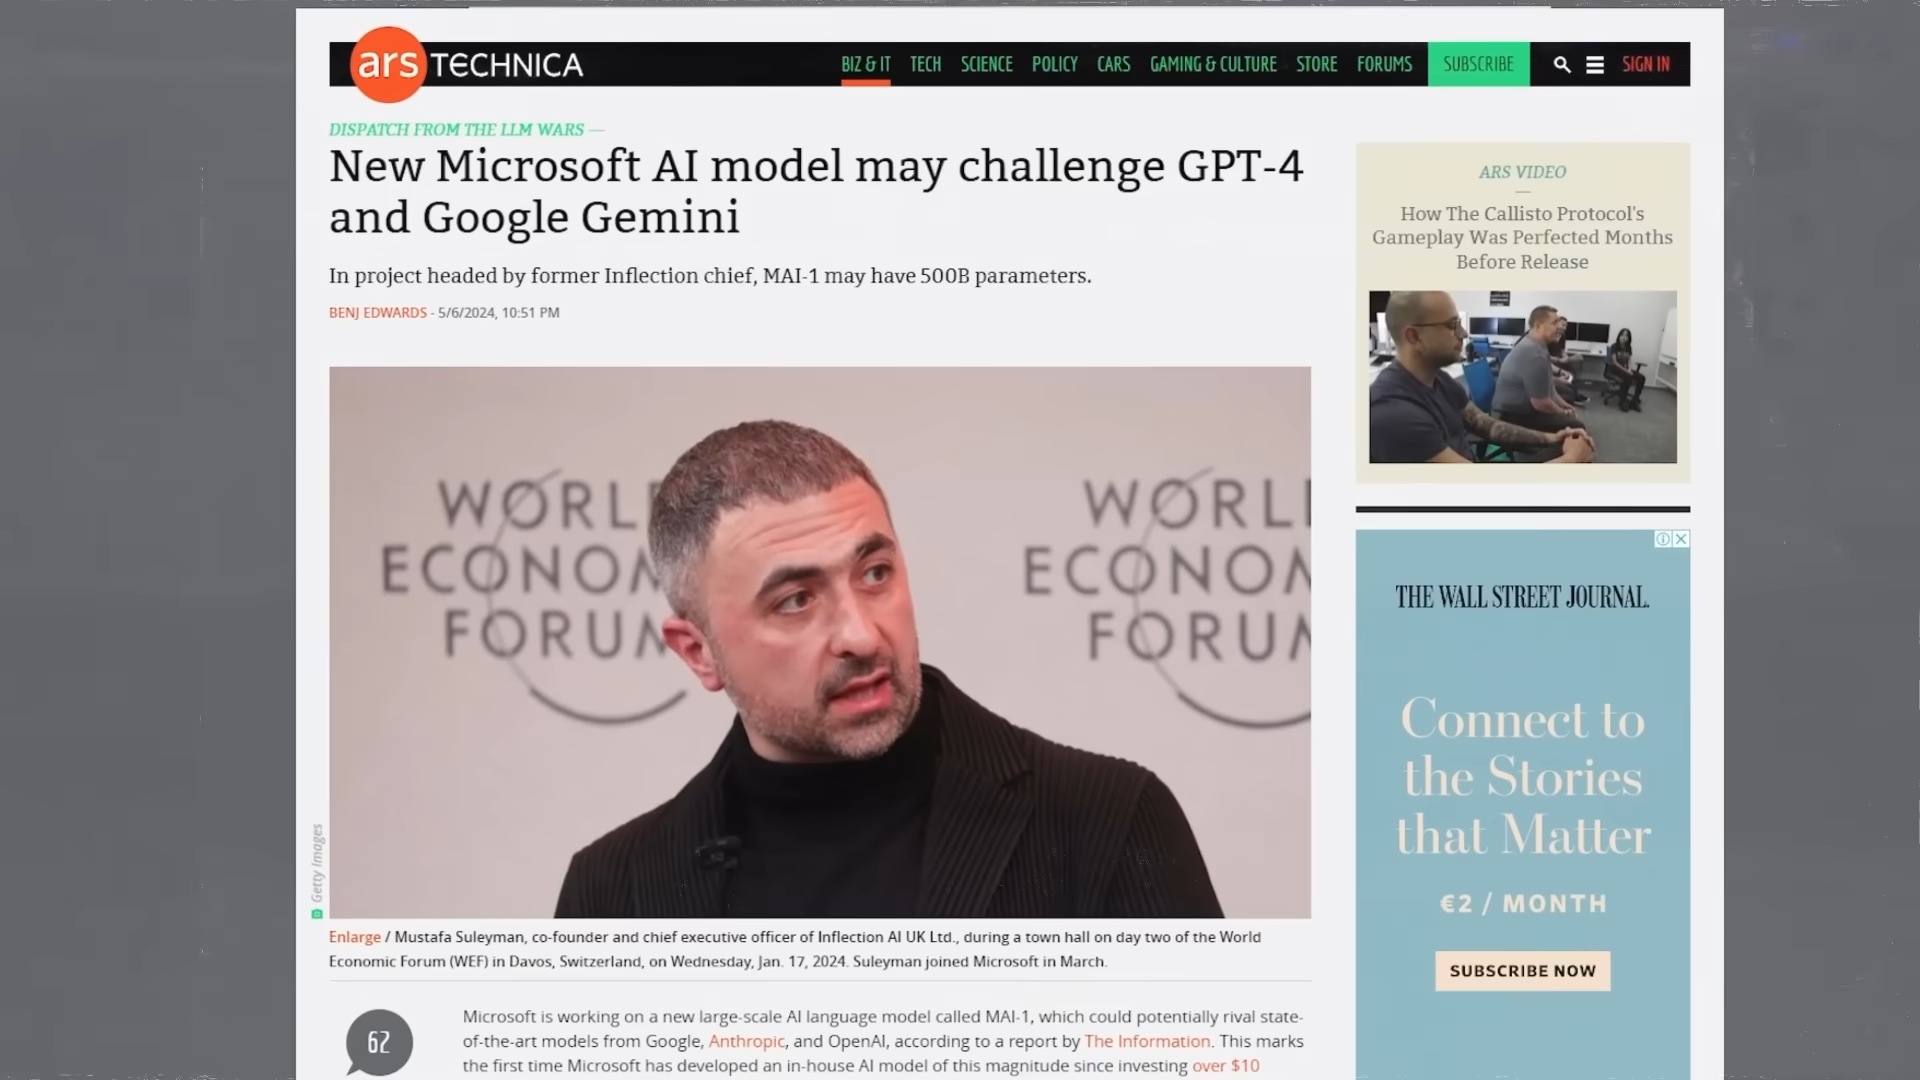 ars TECHNICA
BIZ & IT TECH SCIENCE POLICY CARS GAMING & CULTURE STORE FORUMS SUBSCRIBE SIGN IN
DISPATCH FROM THE LLM WARS —
New Microsoft AI model may challenge GPT-4
and Google Gemini
In project headed by former Inflection chief, MAI-1 may have 500B parameters.
BENJ EDWARDS - 5/6/2024, 10:51 PM
WORL
ECONOM
FORUM
WORL
ECONOM
FORUM
Getty Images
Enlarge / Mustafa Suleyman, co-founder and chief executive officer of Inflection AI UK Ltd., during a town hall on day two of the World
Economic Forum (WEF) in Davos, Switzerland, on Wednesday, Jan. 17, 2024. Suleyman joined Microsoft in March.
62
Microsoft is working on a new large-scale AI language model called MAI-1, which could potentially rival state-
of-the-art models from Google, Anthropic, and OpenAI, according to a report by The Information. This marks
the first time Microsoft has developed an in-house AI model of this magnitude since investing over $10
ARS VIDEO
How The Callisto Protocol's
Gameplay Was Perfected Months
Before Release
THE WALL STREET JOURNAL.
Connect to
the Stories
that Matter
€2 / MONTH
SUBSCRIBE NOW